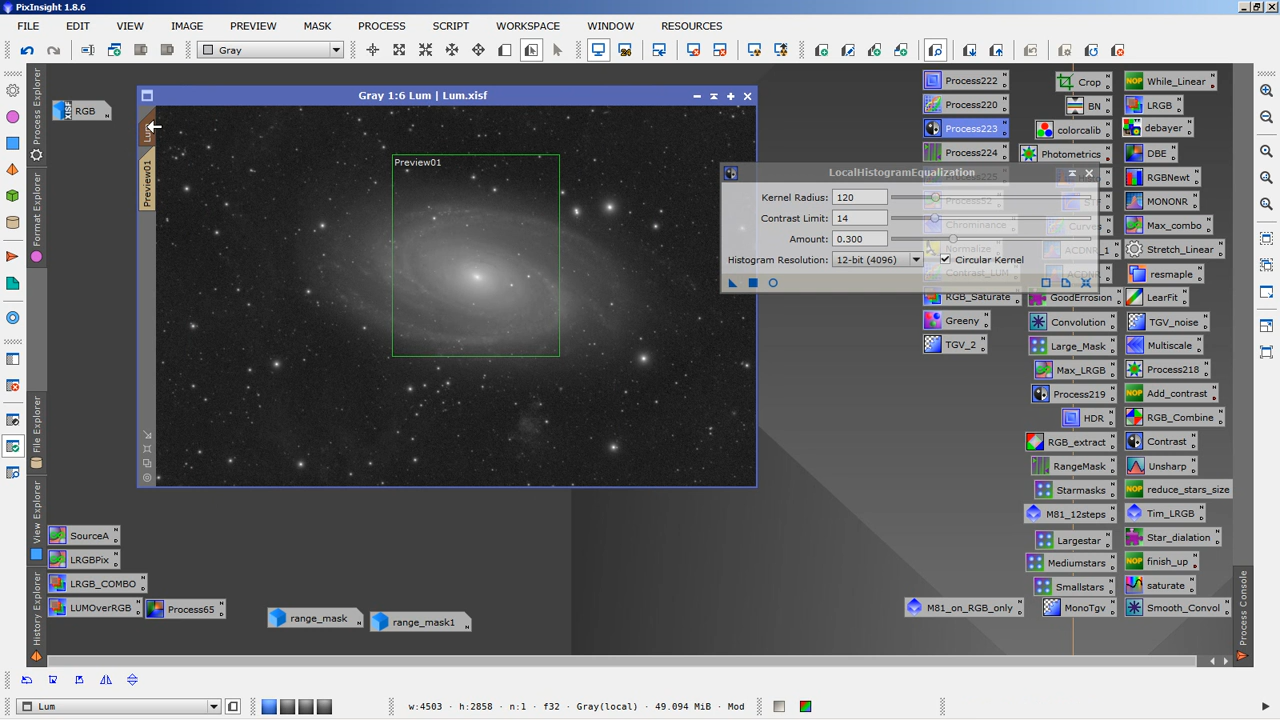 PixInsight 1.8.6
FILE EDIT VIEW IMAGE PREVIEW MASK PROCESS SCRIPT WORKSPACE WINDOW RESOURCES
Gray
Process Explorer
Format Explorer
File Explorer
View Explorer
History Explorer
RGB
Gray 1:6 Lum | Lum.xisf
Preview01
Preview01
LocalHistogramEqualization
Kernel Radius: 120
Contrast Limit: 14
Amount: 0.300
Histogram Resolution: 12-bit (4096) Circular Kernel
Process222
Process220
Process223
Process224
RGB_Saturate
Greeny
TGV_2
Crop
BN
colorcalib
Photometrics
GoodErrosion
Convolution
Large_Mask
Max_LRGB
Process219
HDR
RGB_extract
RangeMask
Starmasks
M81_12steps
Largestar
Mediumstars
Smallstars
M81_on_RGB_only
MonoTgv
While_Linear
LRGB
debayer
DBE
RGBNewt
MONONR
Max_combo
Stretch_Linear
resmaple
LearFit
TGV_noise
Multiscale
Process218
Add_contrast
RGB_Combine
Contrast
Unsharp
reduce_stars_size
Tim_LRGB
Star_dialation
finish_up
saturate
Smooth_Convol
SourceA
LRGBPix
LRGB_COMBO
LUMOverRGB
Process65
range_mask
range_mask1
Process Console
Lum
w:4503 · h:2858 · n:1 · f32 · Gray(local) · 49.094 MiB · Mod